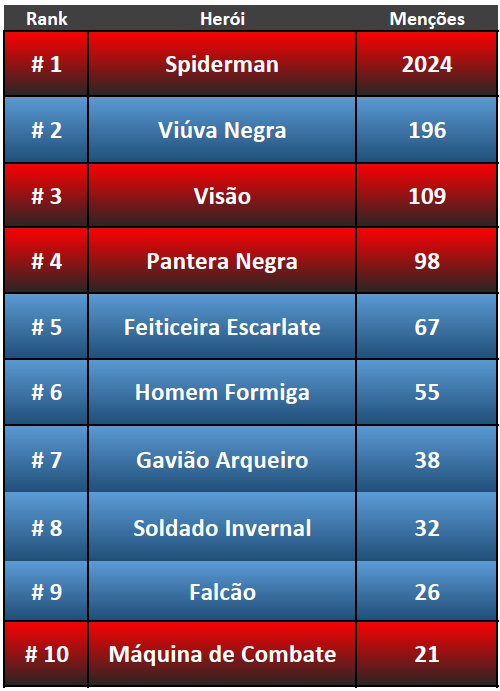 Rank Herói Menções
# 1 Spiderman 2024
# 2 Viúva Negra 196
# 3 Visão 109
# 4 Pantera Negra 98
# 5 Feiticeira Escarlate 67
# 6 Homem Formiga 55
# 7 Gavião Arqueiro 38
# 8 Soldado Invernal 32
# 9 Falcão 26
# 10 Máquina de Combate 21